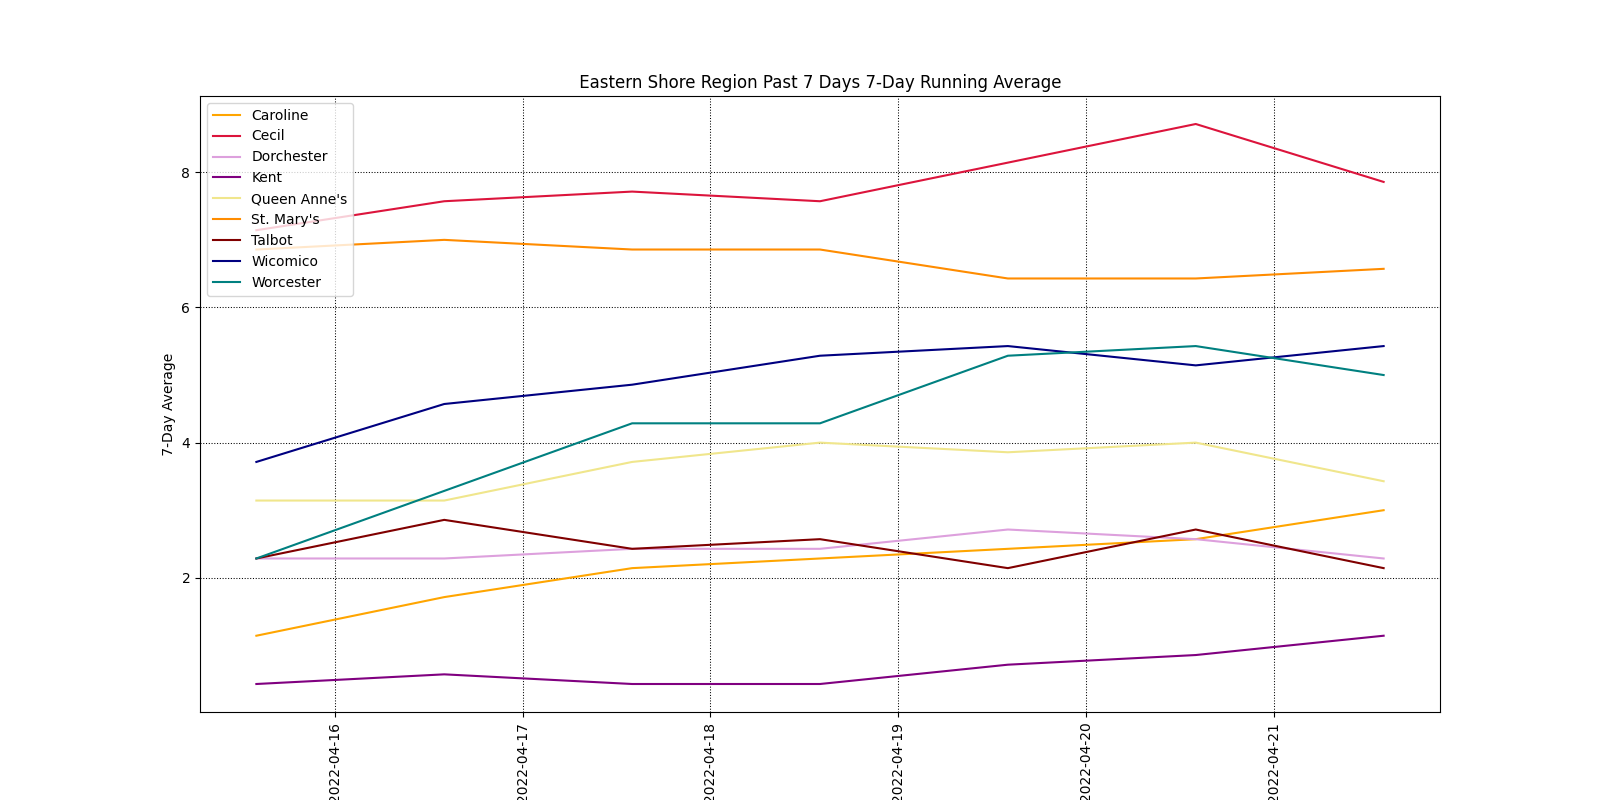 Eastern Shore Region Past 7 Days 7-Day Running Average
Caroline
Cecil
Dorchester
Kent
Queen Anne's
St. Mary's
Talbot
Wicomico
Worcester
8
6
4
2
7-Day Average
2022-04-16
2022-04-17
2022-04-18
2022-04-19
2022-04-20
2022-04-21